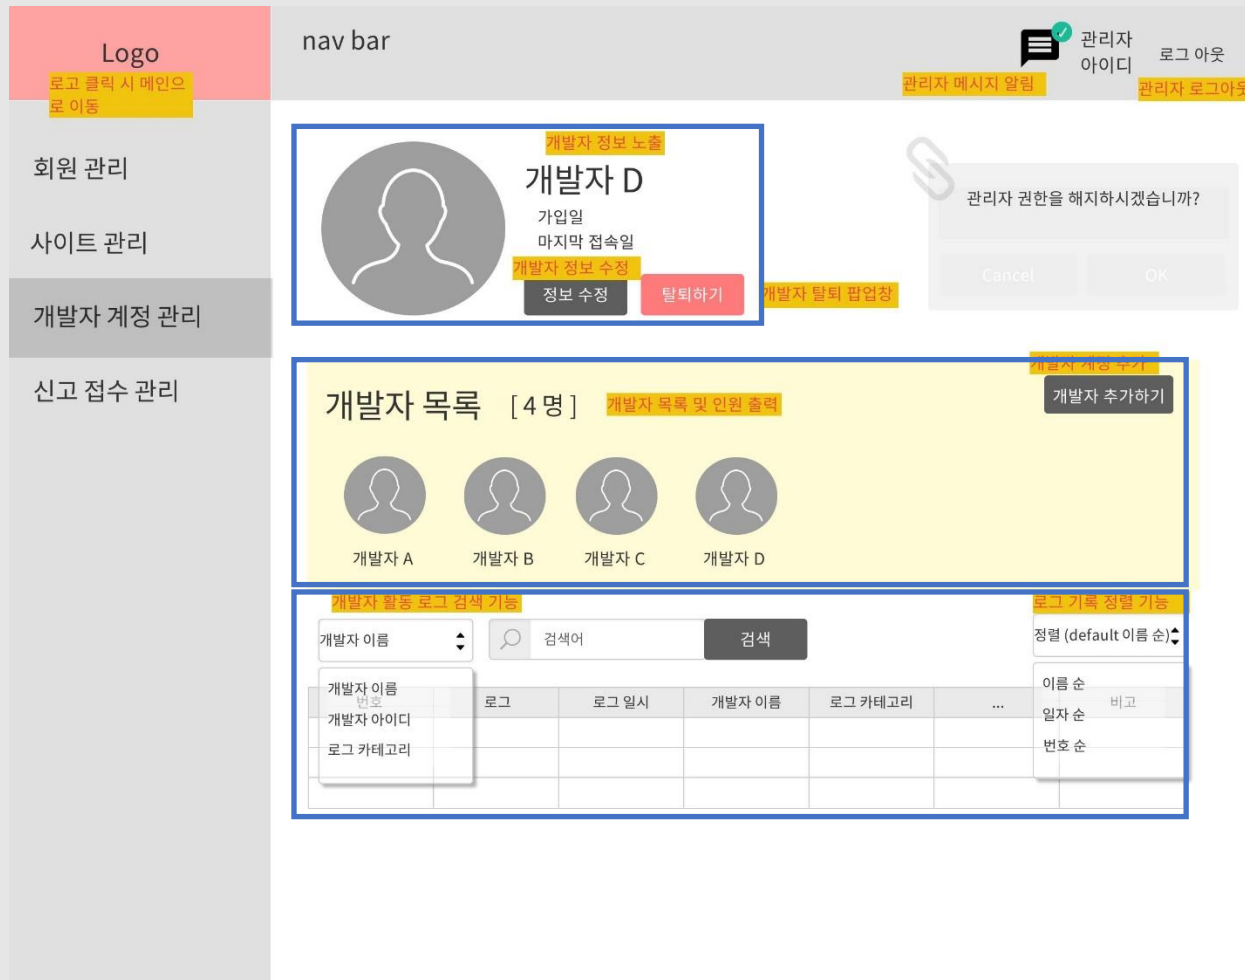 Logo
로고 클릭 시 메인으
로 이동
nav bar
관리자
아이디
로그 아웃
관리자 메시지 알림
관리자 로그아웃
회원 관리
사이트 관리
개발자 계정 관리
신고 접수 관리
개발자 정보 노출
개발자 D
가입일
마지막 접속일
개발자 정보 수정
정보 수정
탈퇴하기
개발자 탈퇴 팝업창
관리자 권한을 해지하시겠습니까?
Cancel
OK
개발자 계정 추가
개발자 목록 [ 4 명 ]
개발자 목록 및 인원 출력
개발자 추가하기
개발자 A
개발자 B
개발자 C
개발자 D
개발자 활동 로그 검색 기능
로그 기록 정렬 기능
개발자 이름
검색어
검색
정렬 (default 이름 순)
개발자 이름
개발자 아이디
로그 카테고리
이름 순
일자 순
번호 순
번호
로그
로그 일시
개발자 이름
로그 카테고리
...
비고